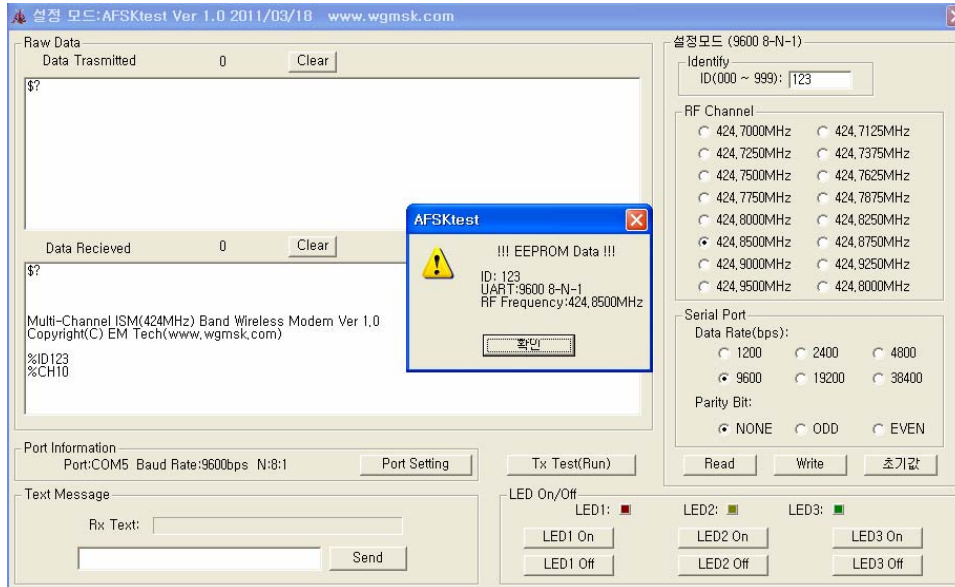 설정 모드:AFSKtest Ver 1.0 2011/03/18 www.wgmsk.com
Raw Data
Data Trasmitted 0 Clear
$?
Data Recieved 0 Clear
$?
Multi-Channel ISM(424MHz) Band Wireless Modem Ver 1.0
Copyright(C) EM Tech(www.wgmsk.com)
%ID123
%CH10
AFSKtest
!!! EEPROM Data !!!
ID: 123
UART:9600 8-N-1
RF Frequency:424.8500MHz
확인
설정모드 (9600 8-N-1)
Identify
ID(000 ~ 999): 123
RF Channel
424.7000MHz 424.7125MHz
424.7250MHz 424.7375MHz
424.7500MHz 424.7625MHz
424.7750MHz 424.7875MHz
424.8000MHz 424.8250MHz
424.8500MHz 424.8750MHz
424.9000MHz 424.9250MHz
424.9500MHz 424.8000MHz
Serial Port
Data Rate(bps):
1200 2400 4800
9600 19200 38400
Parity Bit:
NONE ODD EVEN
Read Write 초기값
Port Information
Port:COM5 Baud Rate:9600bps N:8:1 Port Setting
Tx Test(Run)
Text Message
Rx Text:
Send
LED On/Off
LED1: LED2: LED3:
LED1 On LED2 On LED3 On
LED1 Off LED2 Off LED3 Off